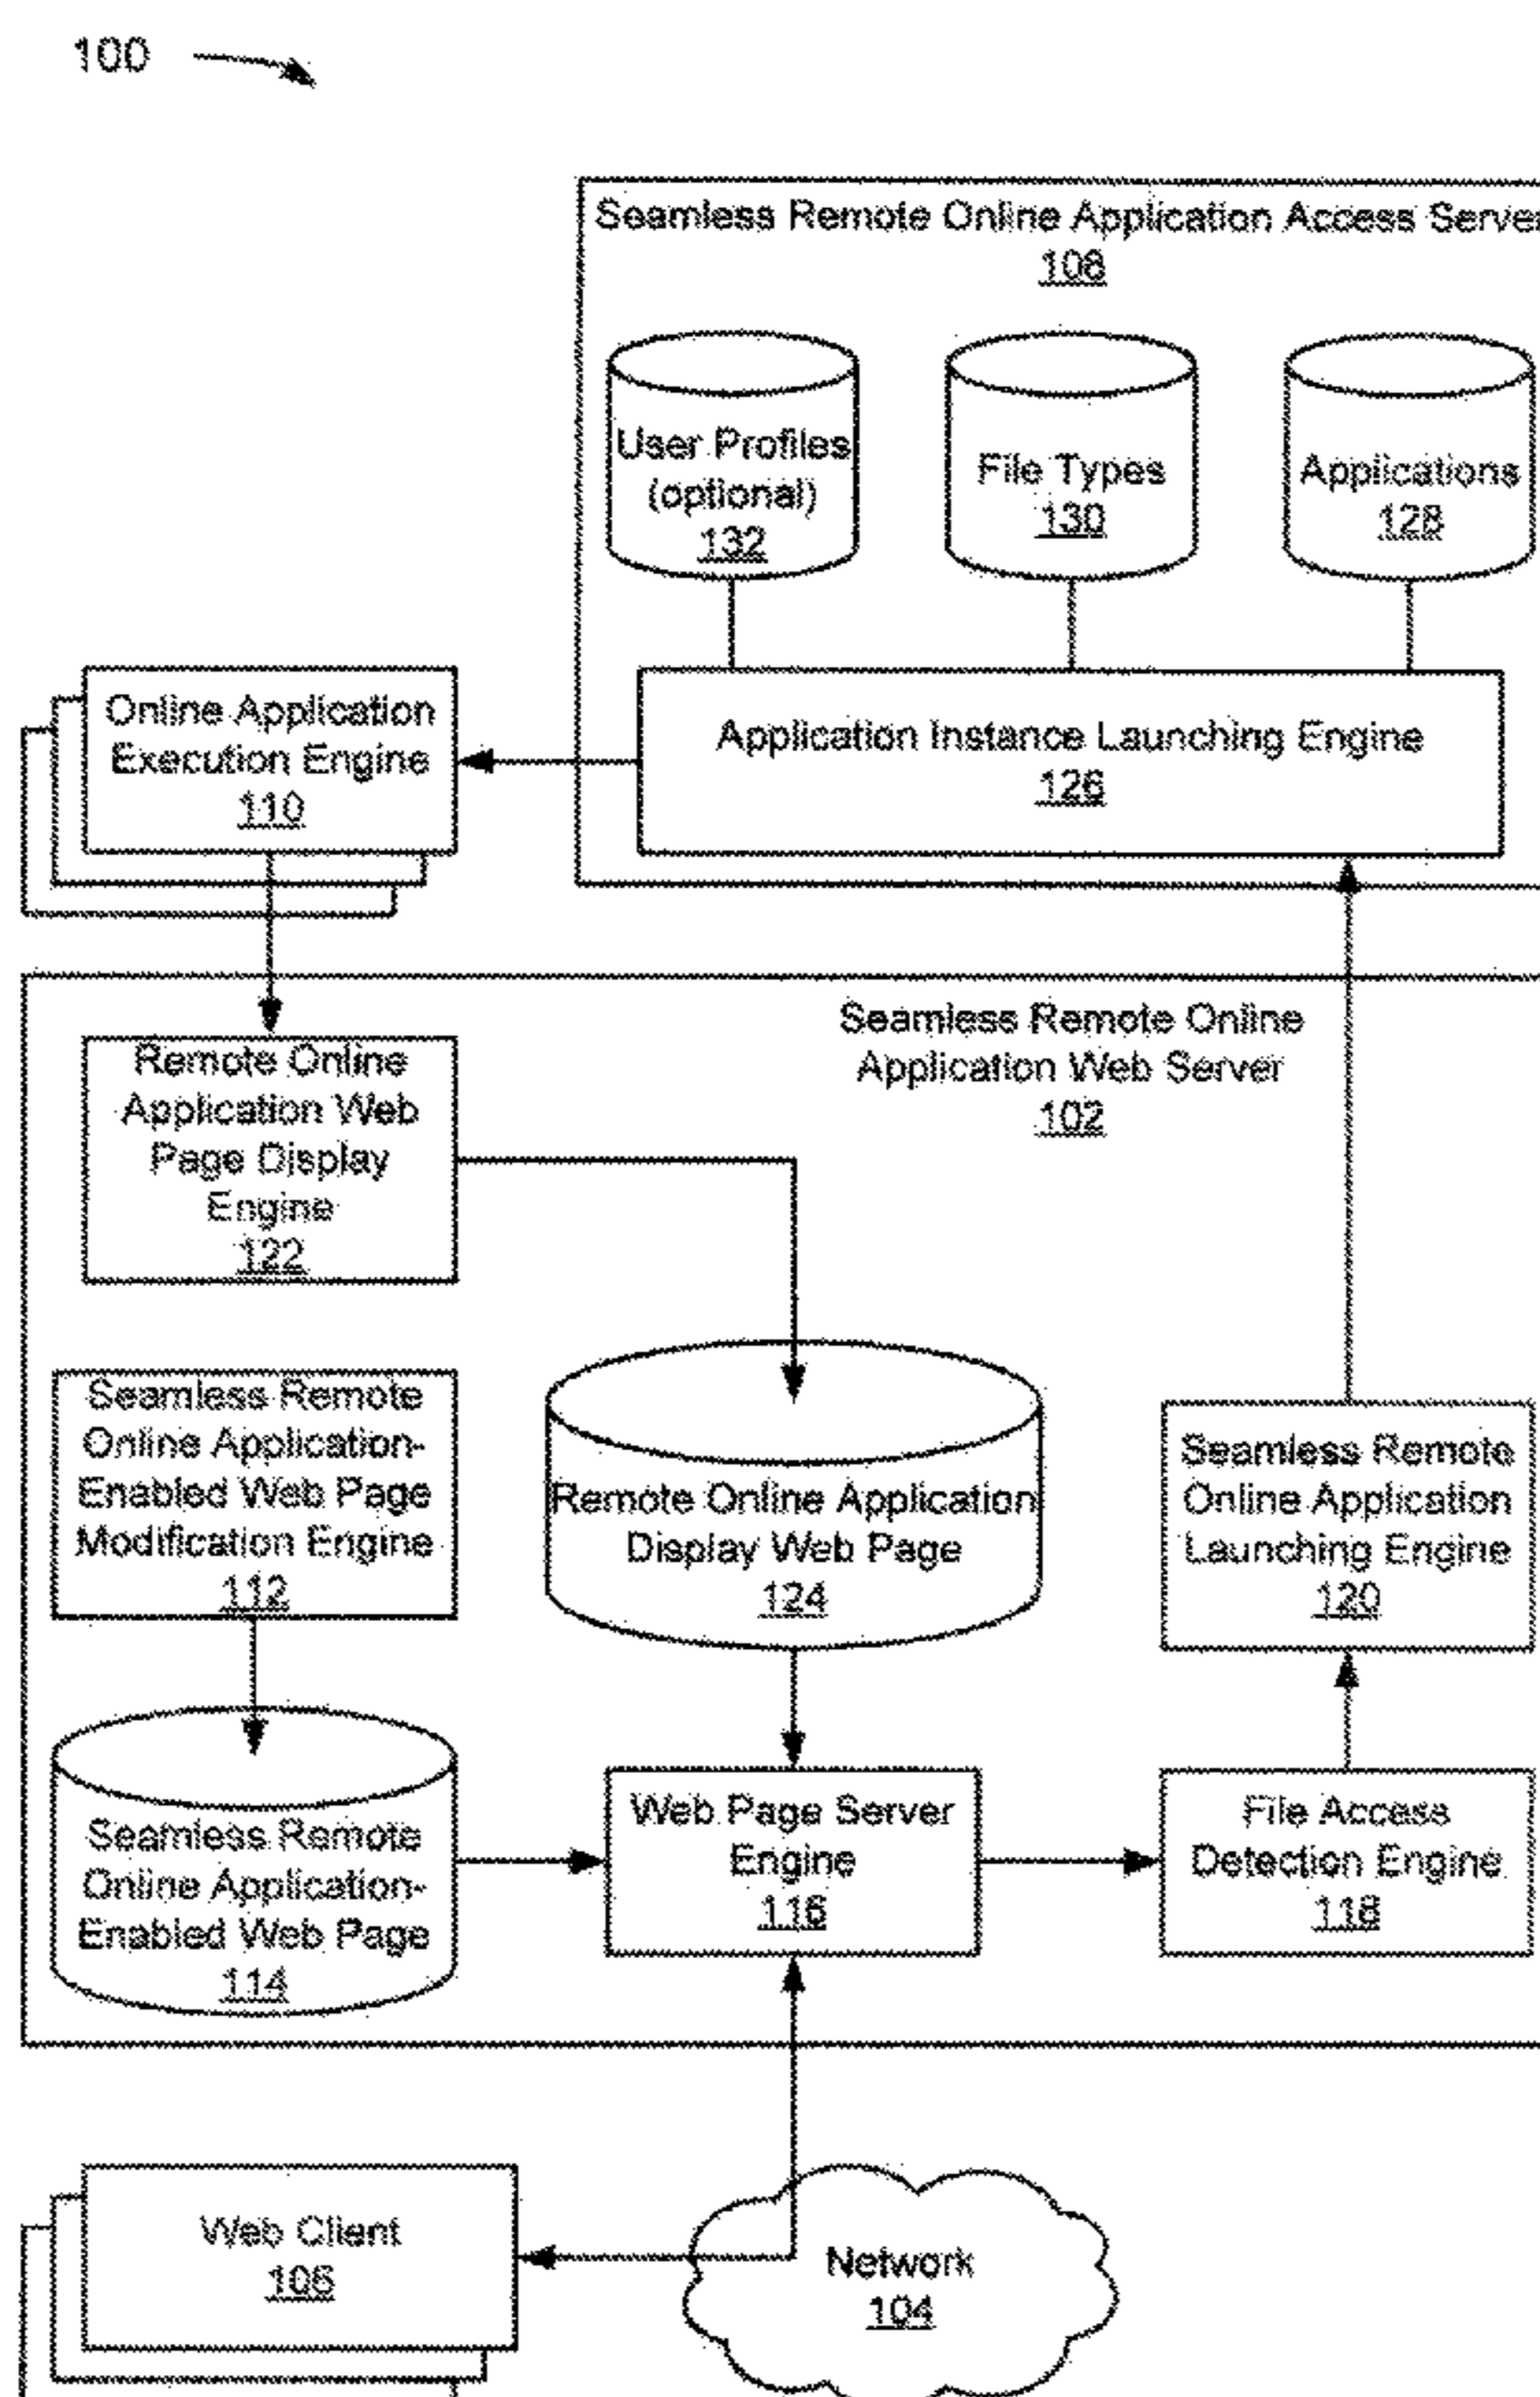 100
Seamless Remote Online Application Access Server
108
User Profiles
(optional)
132
File Types
130
Applications
128
Online Application
Execution Engine
110
Application Instance Launching Engine
126
Seamless Remote Online
Application Web Server
102
Remote Online
Application Web
Page Display
Engine
122
Seamless Remote
Online Application-
Enabled Web Page
Modification Engine
112
Remote Online Application
Display Web Page
124
Seamless Remote
Online Application
Launching Engine
120
Seamless Remote
Online Application-
Enabled Web Page
114
Web Page Server
Engine
116
File Access
Detection Engine
118
Web Client
106
Network
104